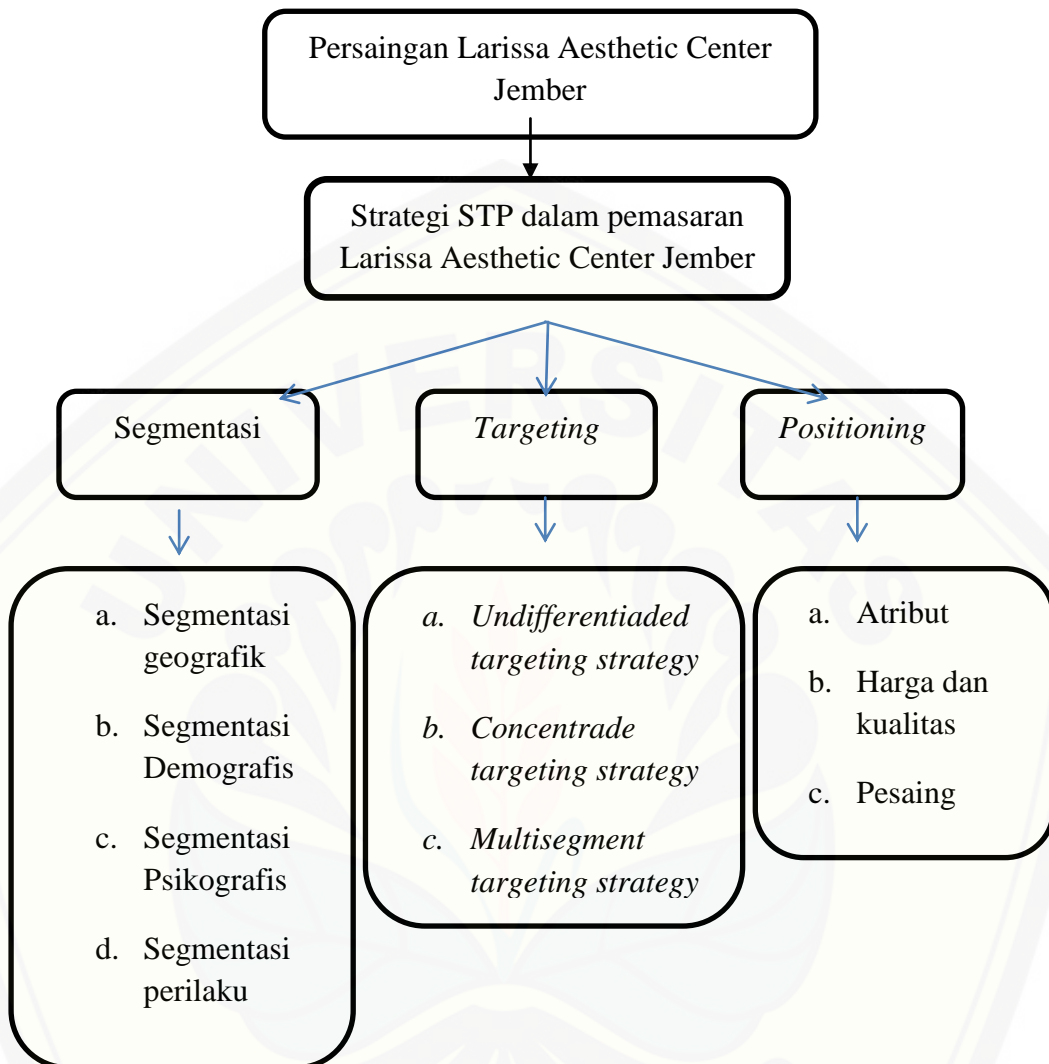 Persaingan Larissa Aesthetic Center
Jember
Strategi STP dalam pemasaran
Larissa Aesthetic Center Jember
Segmentasi
Targeting
Positioning
a. Segmentasi
geografik
b. Segmentasi
Demografis
c. Segmentasi
Psikografis
d. Segmentasi
perilaku
a. Undifferentiaded
targeting strategy
b. Concentrade
targeting strategy
c. Multisegment
targeting strategy
a. Atribut
b. Harga dan
kualitas
c. Pesaing
UNIVERSITAS